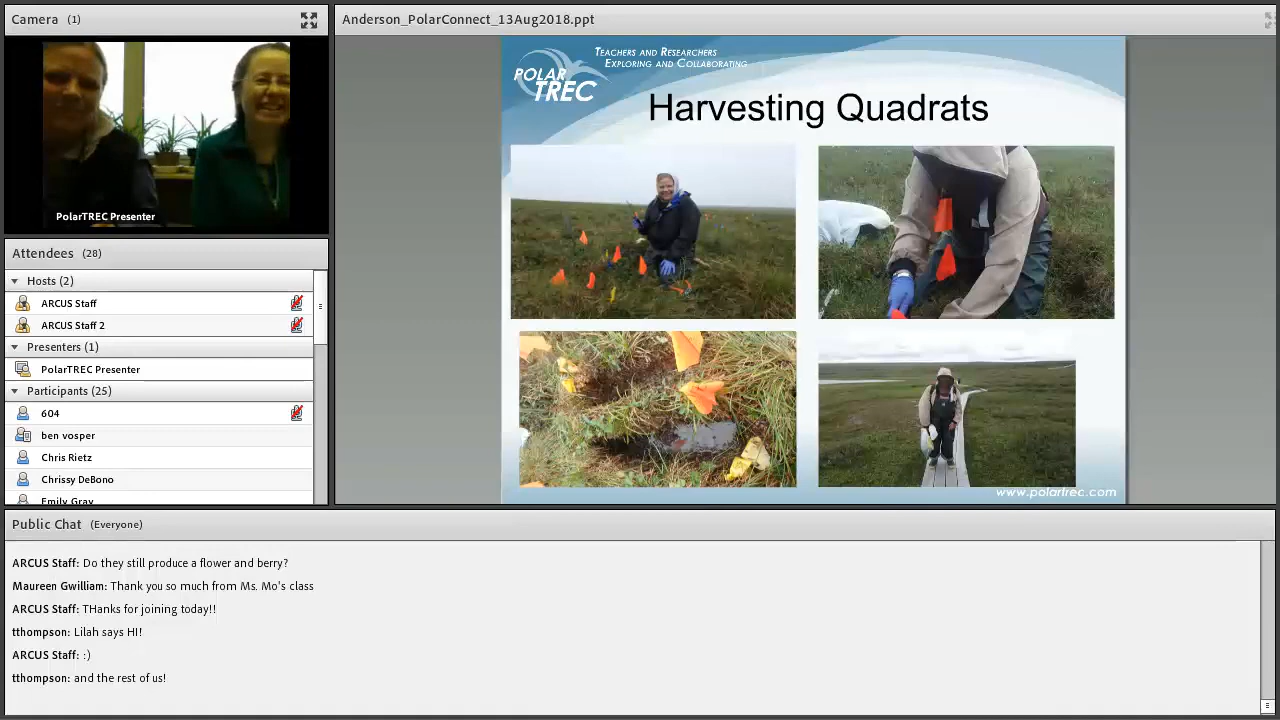 Camera (1)
PolarTREC Presenter
Attendees (28)
Hosts (2)
ARCUS Staff
ARCUS Staff 2
Presenters (1)
PolarTREC Presenter
Participants (25)
604
ben vosper
Chris Rietz
Chrissy DeBono
Emily Gray
Anderson_PolarConnect_13Aug2018.ppt
TEACHERS AND RESEARCHERS
EXPLORING AND COLLABORATING
POLAR
TREC
Harvesting Quadrats
www.polartrec.com
Public Chat (Everyone)
ARCUS Staff: Do they still produce a flower and berry?
Maureen Gwilliam: Thank you so much from Ms. Mo's class
ARCUS Staff: THanks for joining today!!
tthompson: Lilah says HI!
ARCUS Staff: :)
tthompson: and the rest of us!